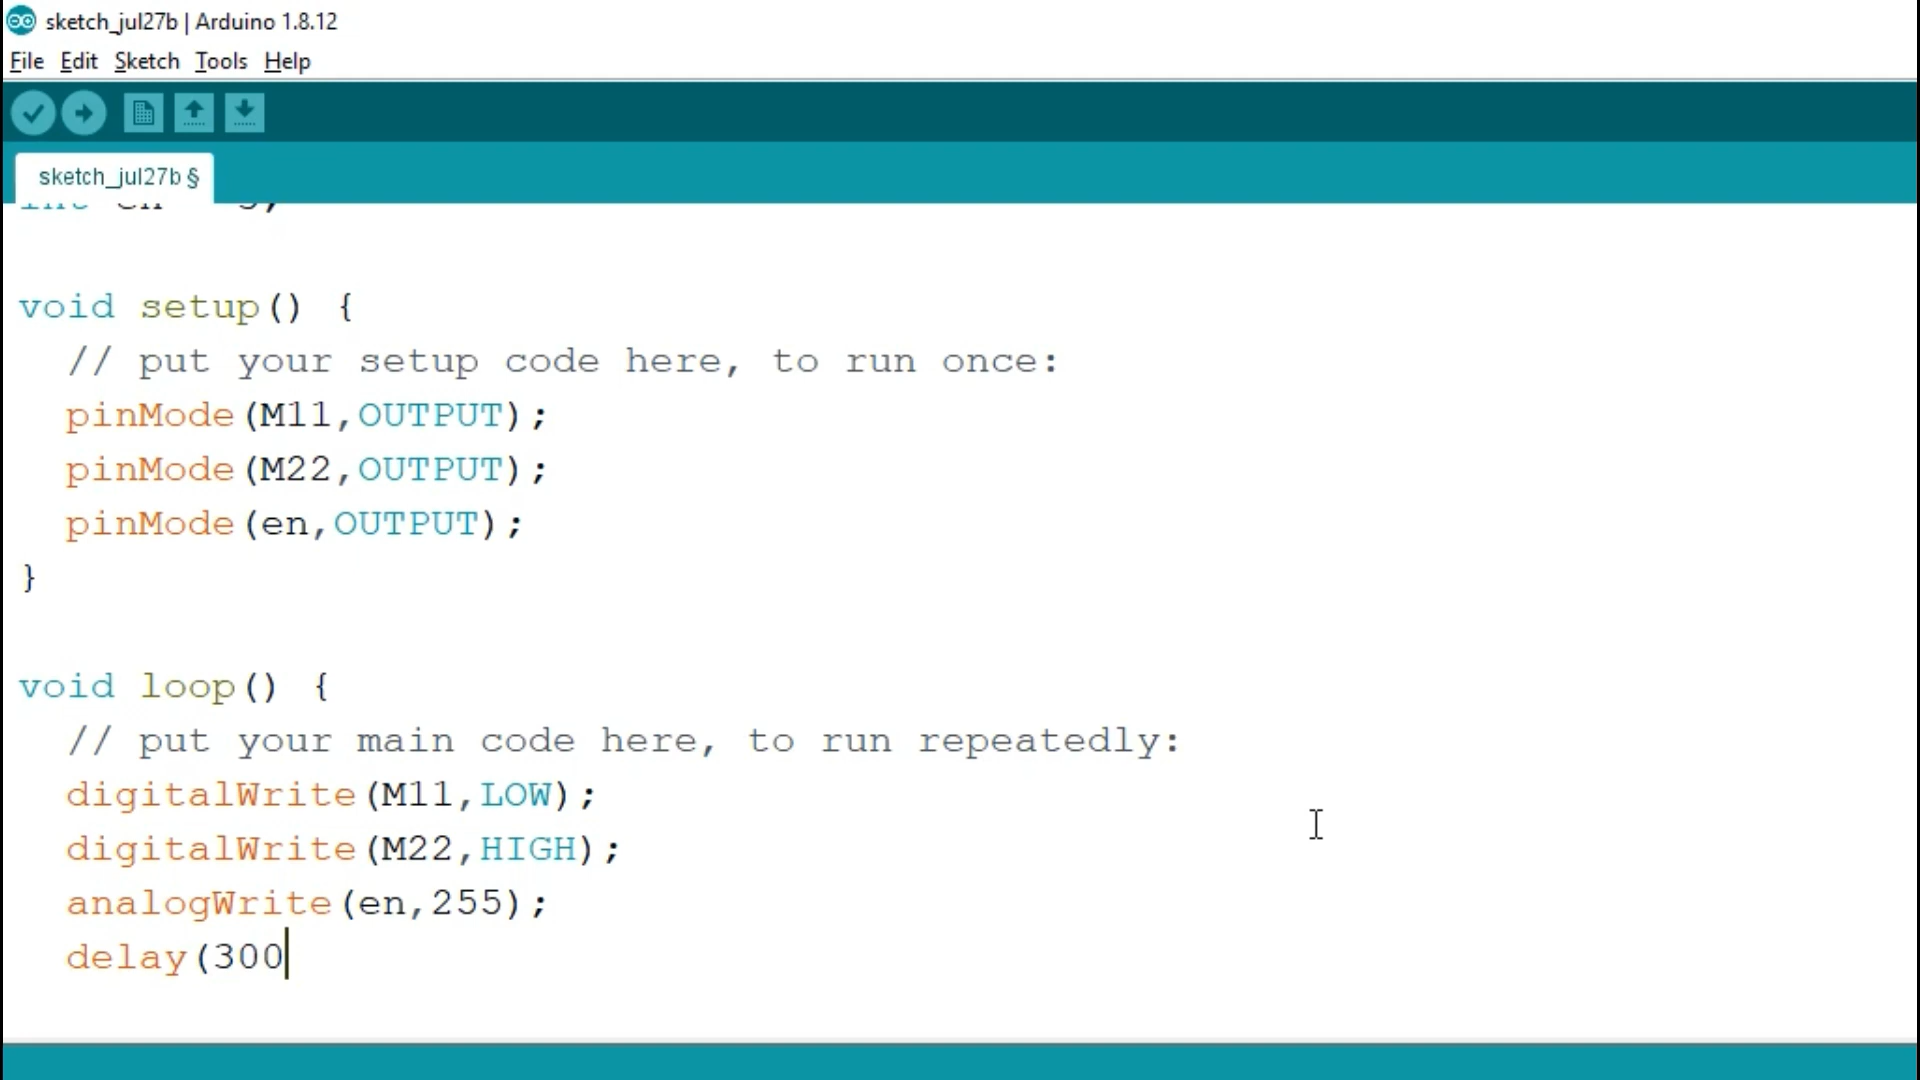 sketch_jul27b | Arduino 1.8.12
File Edit Sketch Tools Help
sketch_jul27b §
void setup() {
// put your setup code here, to run once:
pinMode(M11,OUTPUT);
pinMode(M22,OUTPUT);
pinMode(en,OUTPUT);
}
void loop() {
// put your main code here, to run repeatedly:
digitalWrite(M11,LOW);
digitalWrite(M22,HIGH);
analogWrite(en,255);
delay(300